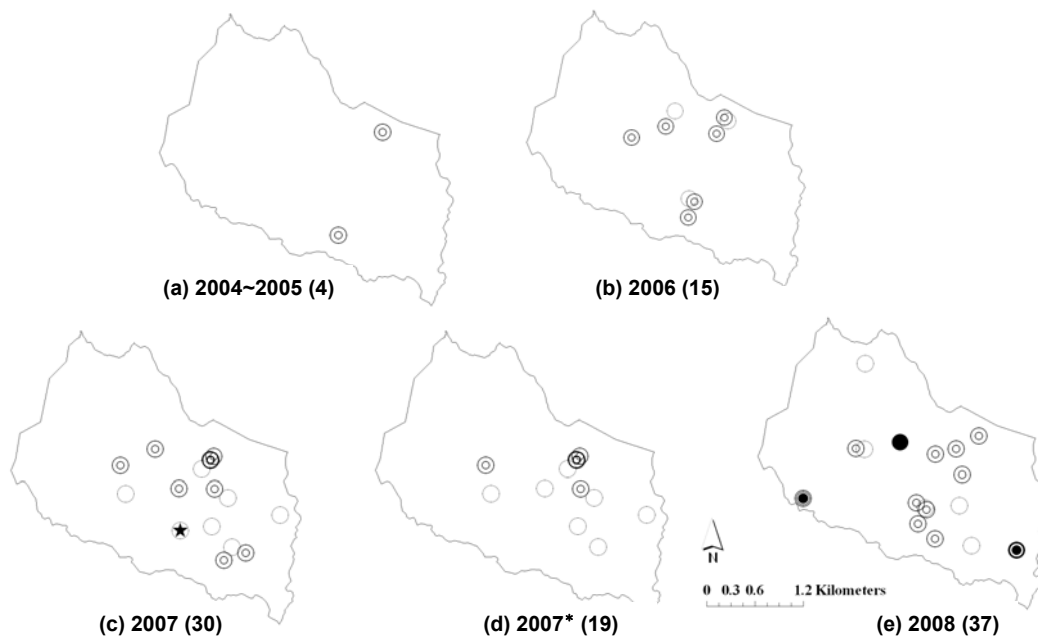 (a) 2004~2005 (4)
(b) 2006 (15)
N
0 0.3 0.6 1.2 Kilometers
(c) 2007 (30)
(d) 2007* (19)
(e) 2008 (37)